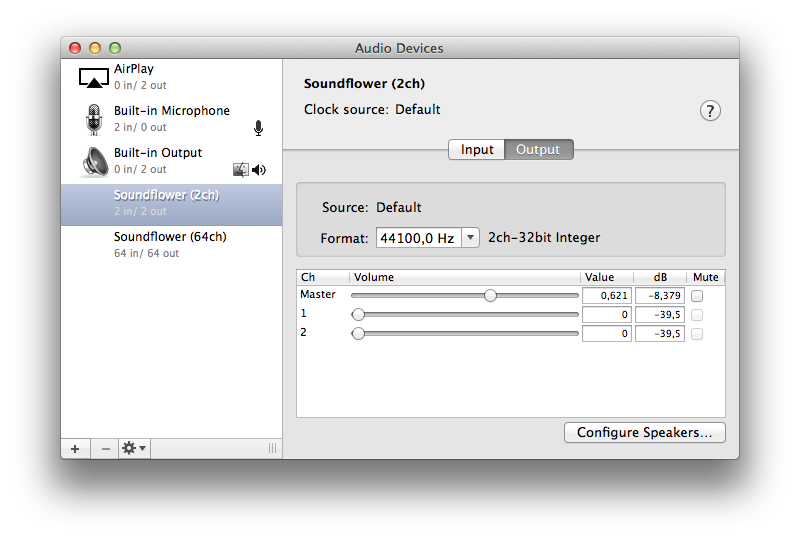 Audio Devices
AirPlay
0 in/ 2 out
Built-in Microphone
2 in/ 0 out
Built-in Output
0 in/ 2 out
Soundflower (2ch)
2 in/ 2 out
Soundflower (64ch)
64 in/ 64 out
Soundflower (2ch)
Clock source: Default
?
Input Output
Source: Default
Format: 44100,0 Hz 2ch-32bit Integer
Ch Volume Value dB Mute
Master 0,621 -8,379
1 0 -39,5
2 0 -39,5
Configure Speakers...